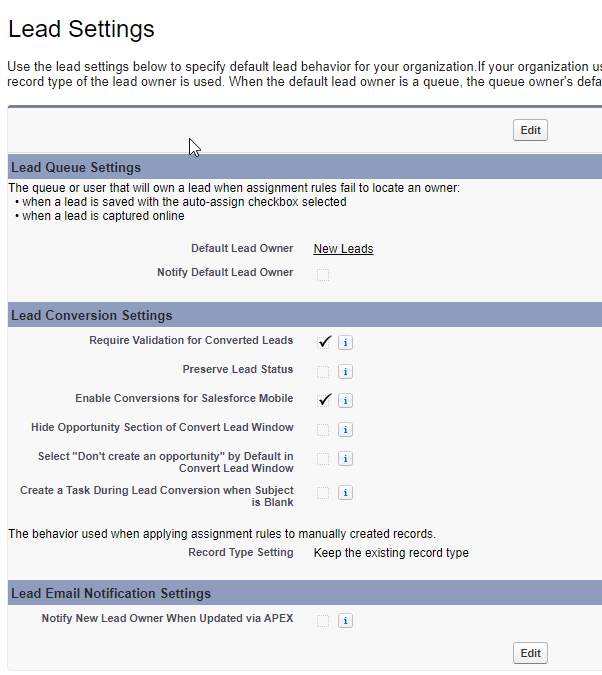 Lead Settings
Use the lead settings below to specify default lead behavior for your organization.If your organization us
record type of the lead owner is used. When the default lead owner is a queue, the queue owner's defa
Edit
Lead Queue Settings
The queue or user that will own a lead when assignment rules fail to locate an owner:
• when a lead is saved with the auto-assign checkbox selected
• when a lead is captured online
Default Lead Owner New Leads
Notify Default Lead Owner
Lead Conversion Settings
Require Validation for Converted Leads i
Preserve Lead Status i
Enable Conversions for Salesforce Mobile i
Hide Opportunity Section of Convert Lead Window i
Select "Don't create an opportunity" by Default in i
Convert Lead Window
Create a Task During Lead Conversion when Subject i
is Blank
The behavior used when applying assignment rules to manually created records.
Record Type Setting Keep the existing record type
Lead Email Notification Settings
Notify New Lead Owner When Updated via APEX i
Edit